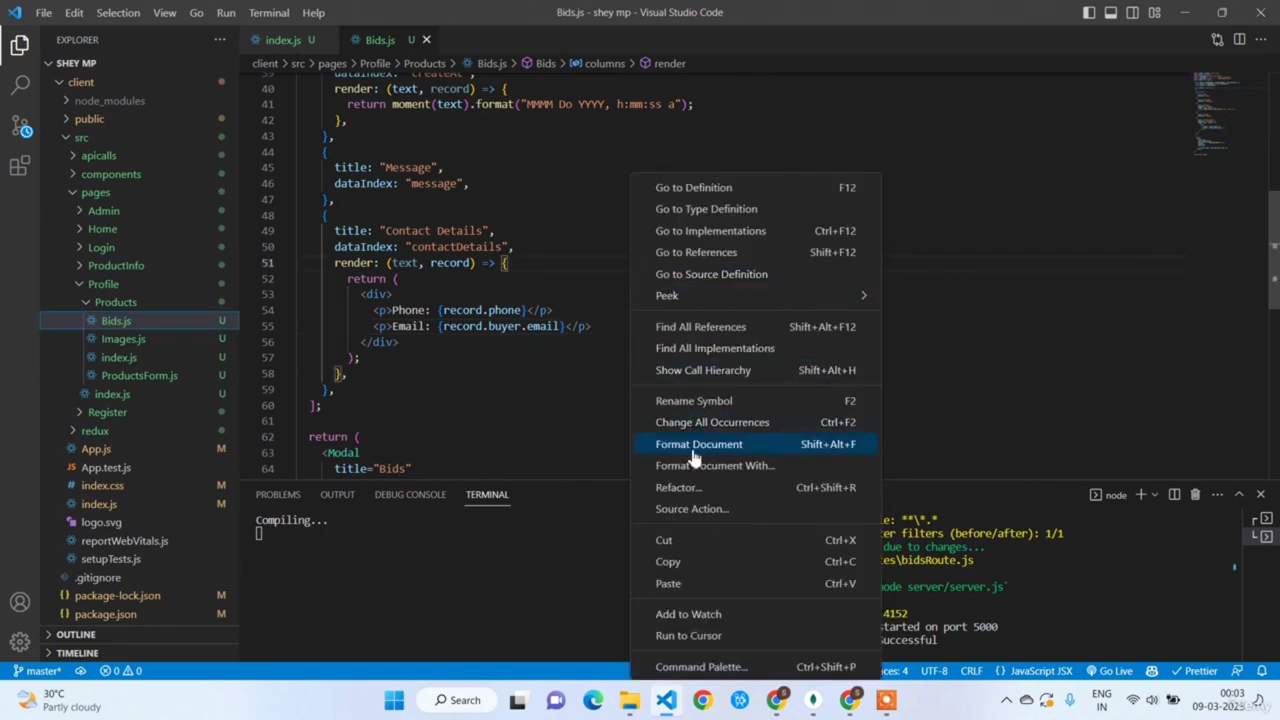 File Edit Selection View Go Run Terminal Help
Bids.js - shey mp - Visual Studio Code
EXPLORER
index.js U
Bids.js U
SHEY MP
client > src > pages > Profile > Products > Bids.js > Bids > columns > render
client
node_modules
public
src
apicalls
components
pages
Admin
Home
Login
ProductInfo
Profile
Products
Bids.js U
Images.js U
index.js U
ProductsForm.js U
index.js U
Register
redux
App.js M
App.test.js
index.css M
index.js M
logo.svg
reportWebVitals.js
setupTests.js
.gitignore
package-lock.json M
package.json M
OUTLINE
TIMELINE
40 render: (text, record) => {
41 return moment(text).format("MMMM Do YYYY, h:mm:ss a");
42 },
43 },
44 {
45 title: "Message",
46 dataIndex: "message",
47 },
48 {
49 title: "Contact Details",
50 dataIndex: "contactDetails",
51 render: (text, record) => {
52 return (
53 <div>
54 <p>Phone: {record.phone}</p>
55 <p>Email: {record.buyer.email}</p>
56 </div>
57 );
58 },
59 },
60 ];
61
62 return (
63 <Modal
64 title="Bids"
Go to Definition F12
Go to Type Definition
Go to Implementations Ctrl+F12
Go to References Shift+F12
Go to Source Definition
Peek
Find All References Shift+Alt+F12
Find All Implementations
Show Call Hierarchy Shift+Alt+H
Rename Symbol F2
Change All Occurrences Ctrl+F2
Format Document Shift+Alt+F
Format Document With...
Refactor... Ctrl+Shift+R
Source Action...
Cut Ctrl+X
Copy Ctrl+C
Paste Ctrl+V
Add to Watch
Run to Cursor
Command Palette... Ctrl+Shift+P
PROBLEMS OUTPUT DEBUG CONSOLE TERMINAL
node
Compiling...
le: **\*.*
er filters (before/after): 1/1
due to changes...
es\bidsRoute.js
ode server/server.js`
4152
started on port 5000
Successful
master* 0 0
ces: 4 UTF-8 CRLF {} JavaScript JSX Go Live Prettier
30°C
Partly cloudy
Search
ENG
IN
00:03
09-03-2023